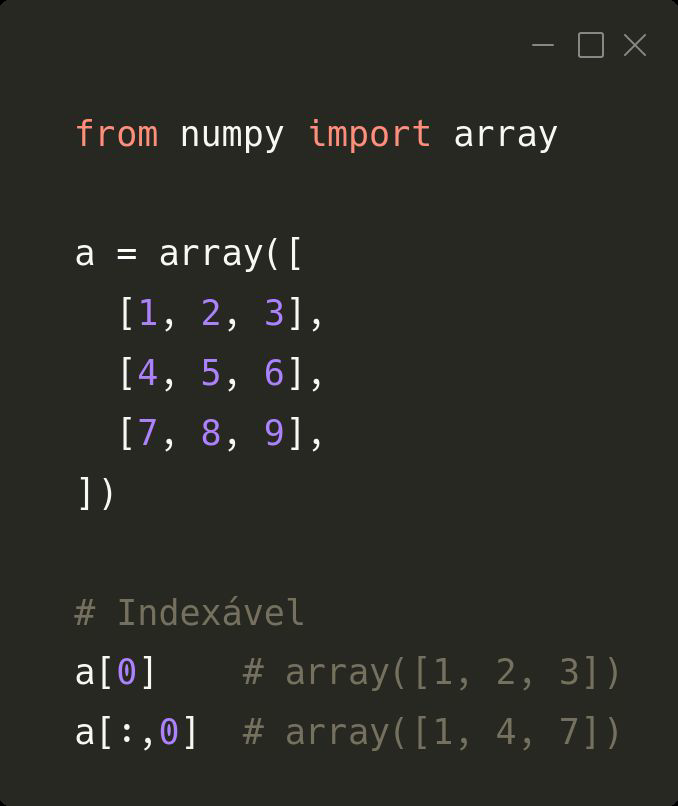 from numpy import array
a = array([
  [1, 2, 3],
  [4, 5, 6],
  [7, 8, 9],
])
# Indexável
a[0]    # array([1, 2, 3])
a[:,0]  # array([1, 4, 7])